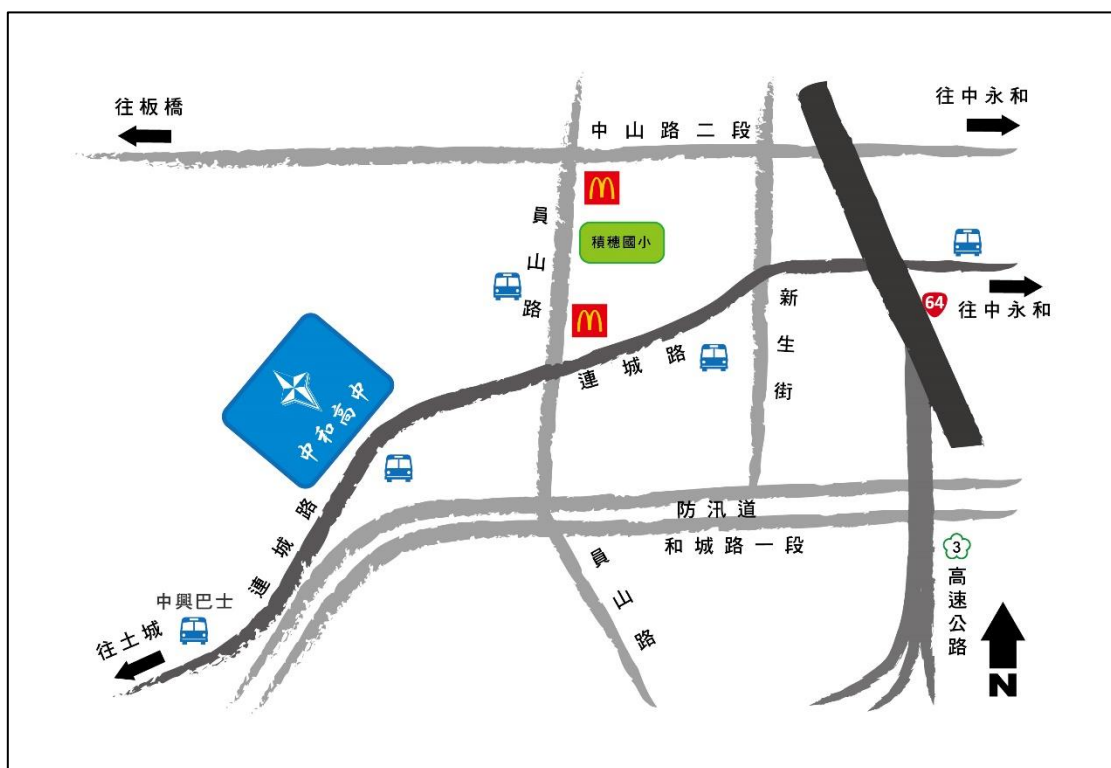 往板橋
往中永和
中山路二段
員山路
積穗國小
新生街
64
往中永和
連城路
中和高中
連城路
防汛道
和城路一段
員山路
3
高速公路
中興巴士
往土城
N